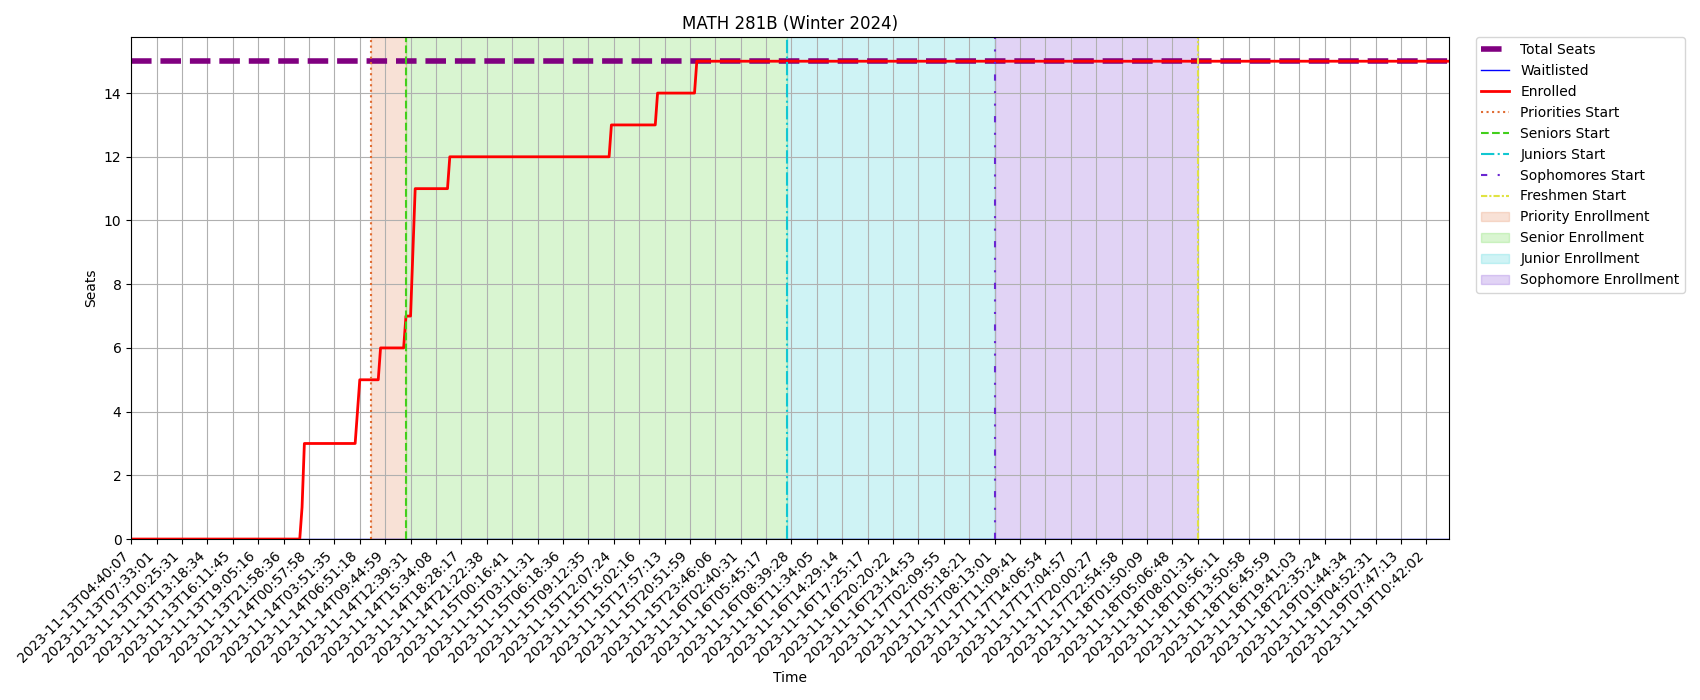 MATH 281B (Winter 2024)
Seats
14
12
10
8
6
4
2
0
2023-11-13T04:40:07
2023-11-13T07:33:01
2023-11-13T10:25:31
2023-11-13T13:18:34
2023-11-13T16:11:45
2023-11-13T19:05:16
2023-11-13T21:58:36
2023-11-14T00:57:58
2023-11-14T03:51:35
2023-11-14T06:51:18
2023-11-14T09:44:59
2023-11-14T12:39:31
2023-11-14T15:34:08
2023-11-14T18:28:17
2023-11-14T21:22:38
2023-11-15T00:16:41
2023-11-15T03:11:31
2023-11-15T06:18:36
2023-11-15T09:12:35
2023-11-15T12:07:24
2023-11-15T15:02:16
2023-11-15T17:57:13
2023-11-15T20:51:59
2023-11-15T23:46:06
2023-11-16T02:40:31
2023-11-16T05:45:17
2023-11-16T08:39:28
2023-11-16T11:34:05
2023-11-16T14:29:14
2023-11-16T17:25:17
2023-11-16T20:20:22
2023-11-16T23:14:53
2023-11-17T02:09:55
2023-11-17T05:18:21
2023-11-17T08:13:01
2023-11-17T11:09:41
2023-11-17T14:06:54
2023-11-17T17:04:57
2023-11-17T20:00:27
2023-11-17T22:54:58
2023-11-18T01:50:09
2023-11-18T05:06:48
2023-11-18T08:01:31
2023-11-18T10:56:11
2023-11-18T13:50:58
2023-11-18T16:45:59
2023-11-18T19:41:03
2023-11-18T22:35:24
2023-11-19T01:44:34
2023-11-19T04:52:31
2023-11-19T07:47:13
2023-11-19T10:42:02
Time
Total Seats
Waitlisted
Enrolled
Priorities Start
Seniors Start
Juniors Start
Sophomores Start
Freshmen Start
Priority Enrollment
Senior Enrollment
Junior Enrollment
Sophomore Enrollment